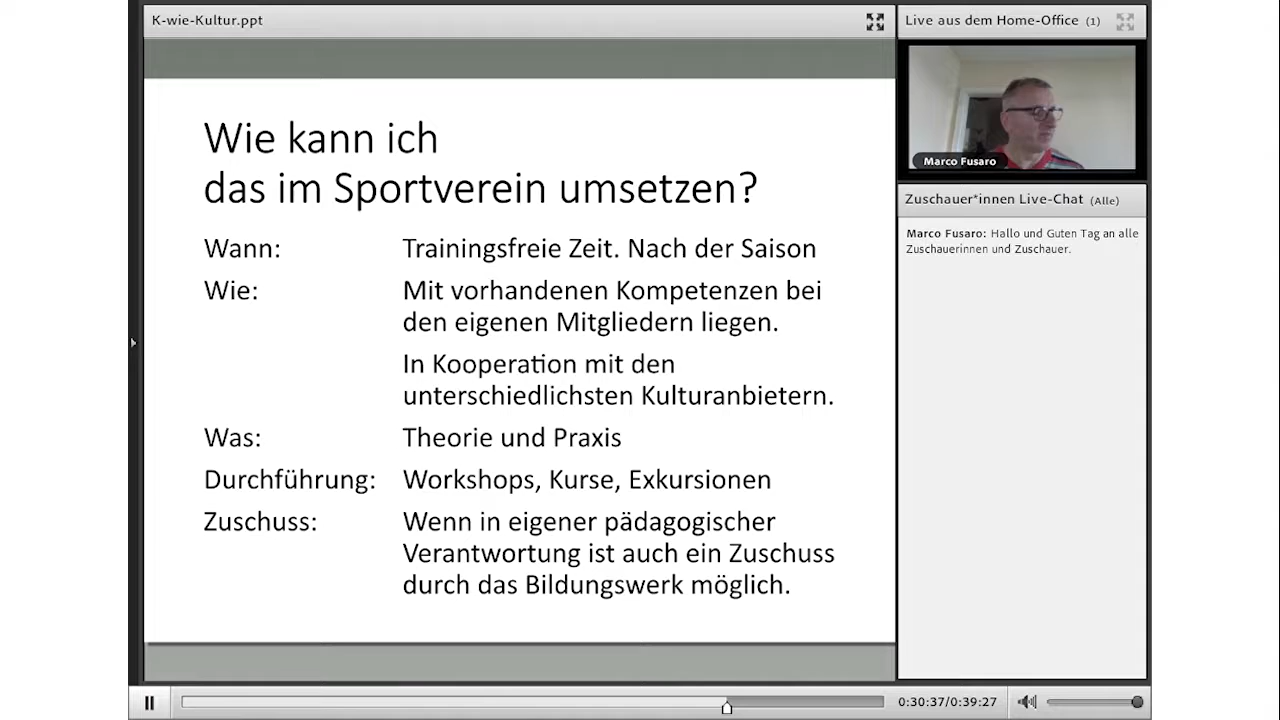 K-wie-Kultur.ppt
Live aus dem Home-Office (1)
Marco Fusaro
Wie kann ich
das im Sportverein umsetzen?
Wann: Trainingsfreie Zeit. Nach der Saison
Wie: Mit vorhandenen Kompetenzen bei
den eigenen Mitgliedern liegen.
In Kooperation mit den
unterschiedlichsten Kulturanbietern.
Was: Theorie und Praxis
Durchführung: Workshops, Kurse, Exkursionen
Zuschuss: Wenn in eigener pädagogischer
Verantwortung ist auch ein Zuschuss
durch das Bildungswerk möglich.
Zuschauer*innen Live-Chat (Alle)
Marco Fusaro: Hallo und Guten Tag an alle
Zuschauerinnen und Zuschauer.
0:30:37/0:39:27